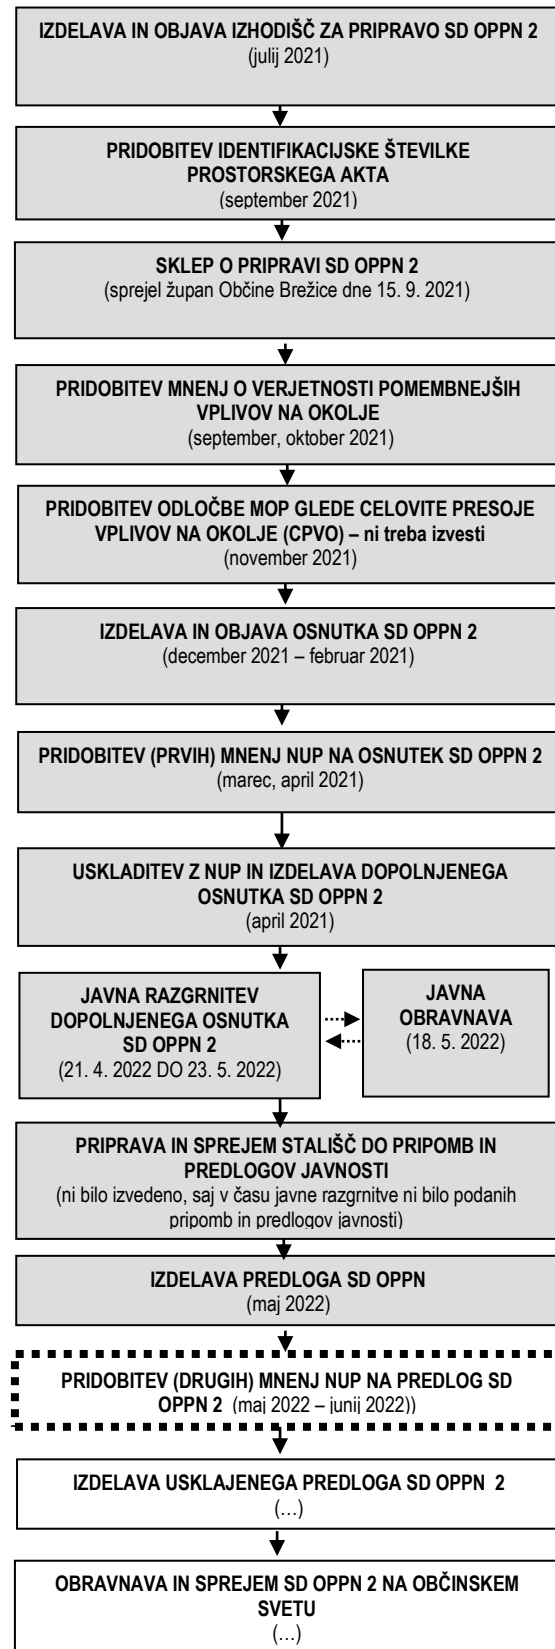 IZDELAVA IN OBJAVA IZHODIŠČ ZA PRIPRAVO SD OPPN 2
(julij 2021)
PRIDOBITEV IDENTIFIKACIJSKE ŠTEVILKE
PROSTORSKEGA AKTA
(september 2021)
SKLEP O PRIPRAVI SD OPPN 2
(sprejel župan Občine Brežice dne 15. 9. 2021)
PRIDOBITEV MNENJ O VERJETNOSTI POMEMBNEJŠIH
VPLIVOV NA OKOLJE
(september, oktober 2021)
PRIDOBITEV ODLOČBE MOP GLEDE CELOVITE PRESOJE
VPLIVOV NA OKOLJE (CPVO) – ni treba izvesti
(november 2021)
IZDELAVA IN OBJAVA OSNUTKA SD OPPN 2
(december 2021 – februar 2021)
PRIDOBITEV (PRVIH) MNENJ NUP NA OSNUTEK SD OPPN 2
(marec, april 2021)
USKLADITEV Z NUP IN IZDELAVA DOPOLNJENEGA
OSNUTKA SD OPPN 2
(april 2021)
JAVNA RAZGRNITEV
DOPOLNJENEGA OSNUTKA
SD OPPN 2
(21. 4. 2022 DO 23. 5. 2022)
JAVNA
OBRAVNAVA
(18. 5. 2022)
PRIPRAVA IN SPREJEM STALIŠČ DO PRIPOMB IN
PREDLOGOV JAVNOSTI
(ni bilo izvedeno, saj v času javne razgrnitve ni bilo podanih
pripomb in predlogov javnosti)
IZDELAVA PREDLOGA SD OPPN
(maj 2022)
PRIDOBITEV (DRUGIH) MNENJ NUP NA PREDLOG SD
OPPN 2 (maj 2022 – junij 2022))
IZDELAVA USKLAJENEGA PREDLOGA SD OPPN 2
(…)
OBRAVNAVA IN SPREJEM SD OPPN 2 NA OBČINSKEM
SVETU
(…)